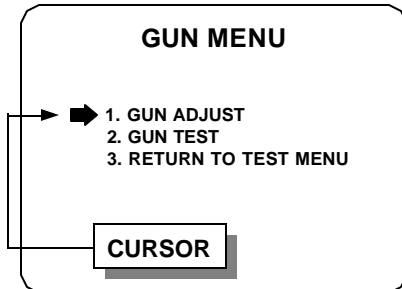 GUN MENU
1. GUN ADJUST
2. GUN TEST
3. RETURN TO TEST MENU
CURSOR